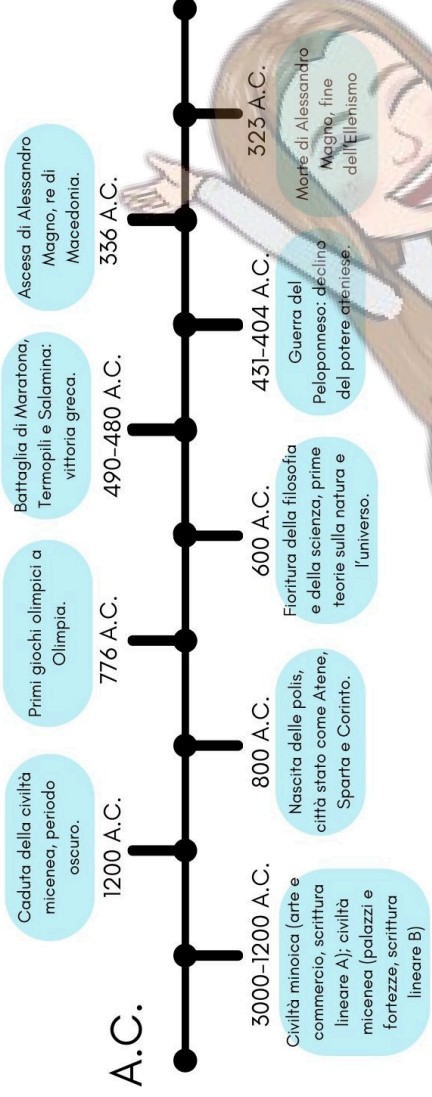 A.C.
3000-1200 A.C.
Civiltà minoica (arte e
commercio, scrittura
lineare A); civiltà
micenea (palazzi e
fortezze, scrittura
lineare B)
Caduta della civiltà
micenea, periodo
oscuro.
1200 A.C.
800 A.C.
Nascita delle polis,
città stato come Atene,
Sparta e Corinto.
Primi giochi olimpici a
Olimpia.
776 A.C.
600 A.C.
Fioritura della filosofia
e della scienza, prime
teorie sulla natura e
l'universo.
Battaglia di Maratona,
Termopili e Salamina:
vittoria greca.
490-480 A.C.
431-404 A.C.
Guerra del
Peloponneso: declino
del potere ateniese.
Ascesa di Alessandro
Magno, re di
Macedonia.
336 A.C.
323 A.C.
Morte di Alessandro
Magno, fine
dell'Ellenismo